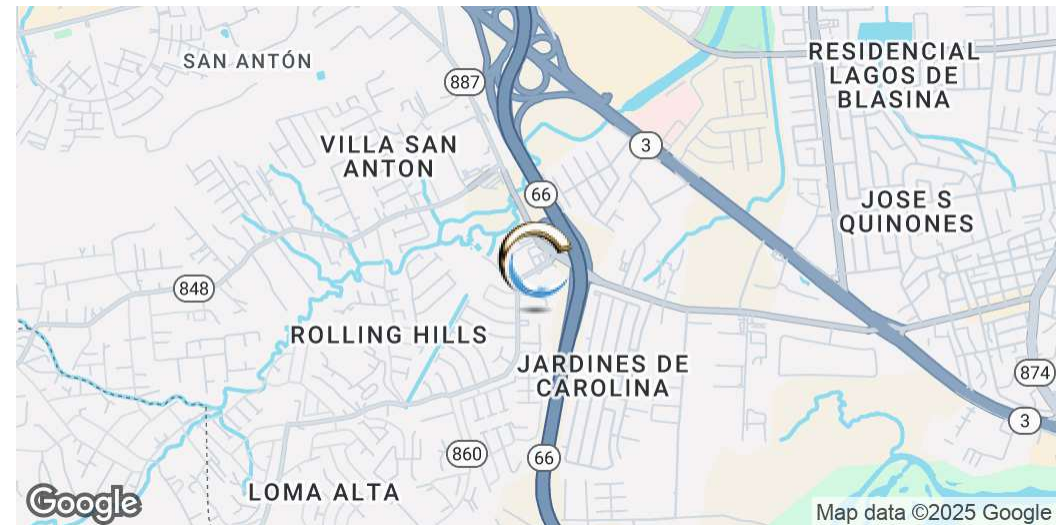 SAN ANTÓN
887
RESIDENCIAL
LAGOS DE
BLASINA
VILLA SAN
ANTON
3
66
JOSE S
QUINONES
848
ROLLING HILLS
JARDINES DE
CAROLINA
874
3
860
66
LOMA ALTA
Google
Map data ©2025 Google